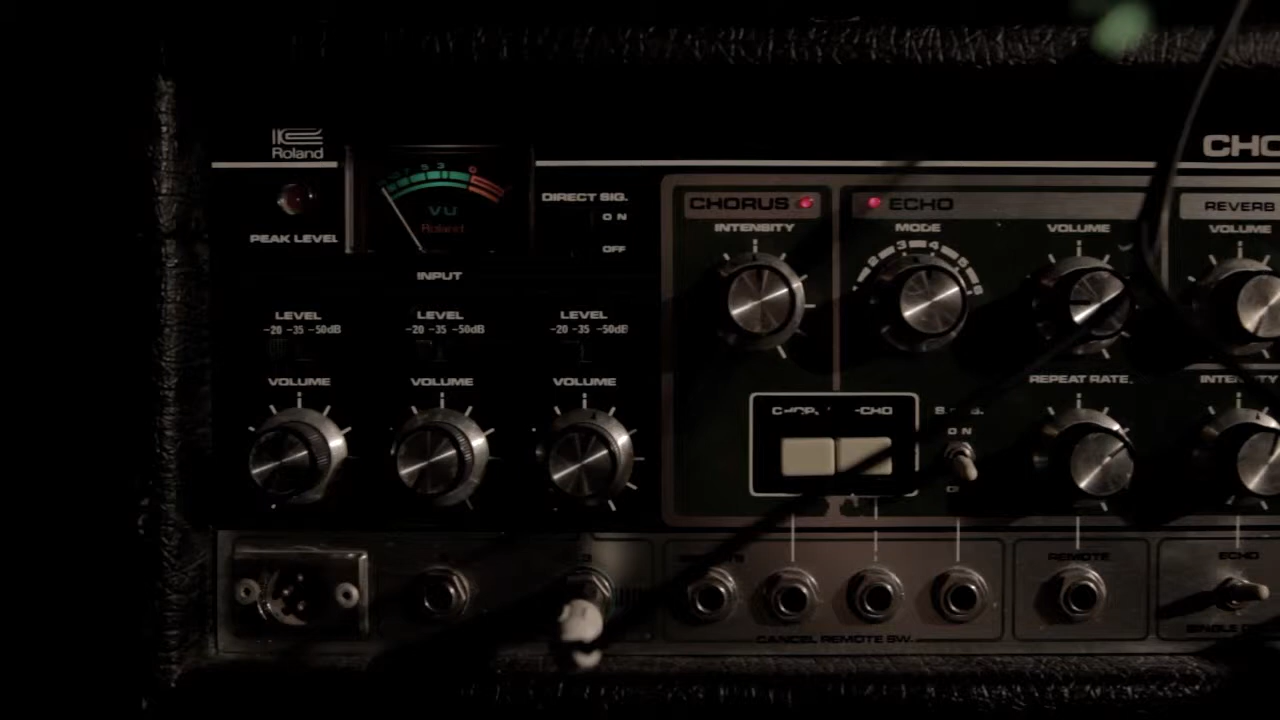 Roland
CHO
VU
Roland
PEAK LEVEL
DIRECT SIG.
ON
OFF
CHORUS
ECHO
REVERB
INTENSITY
MODE
VOLUME
VOLUME
2 3 4 5 6
INPUT
LEVEL
LEVEL
LEVEL
-20 -35 -50dB
-20 -35 -50dB
-20 -35 -50dB
VOLUME
VOLUME
VOLUME
REPEAT RATE
ON
REMOTE
ECHO
CANCEL REMOTE SW.